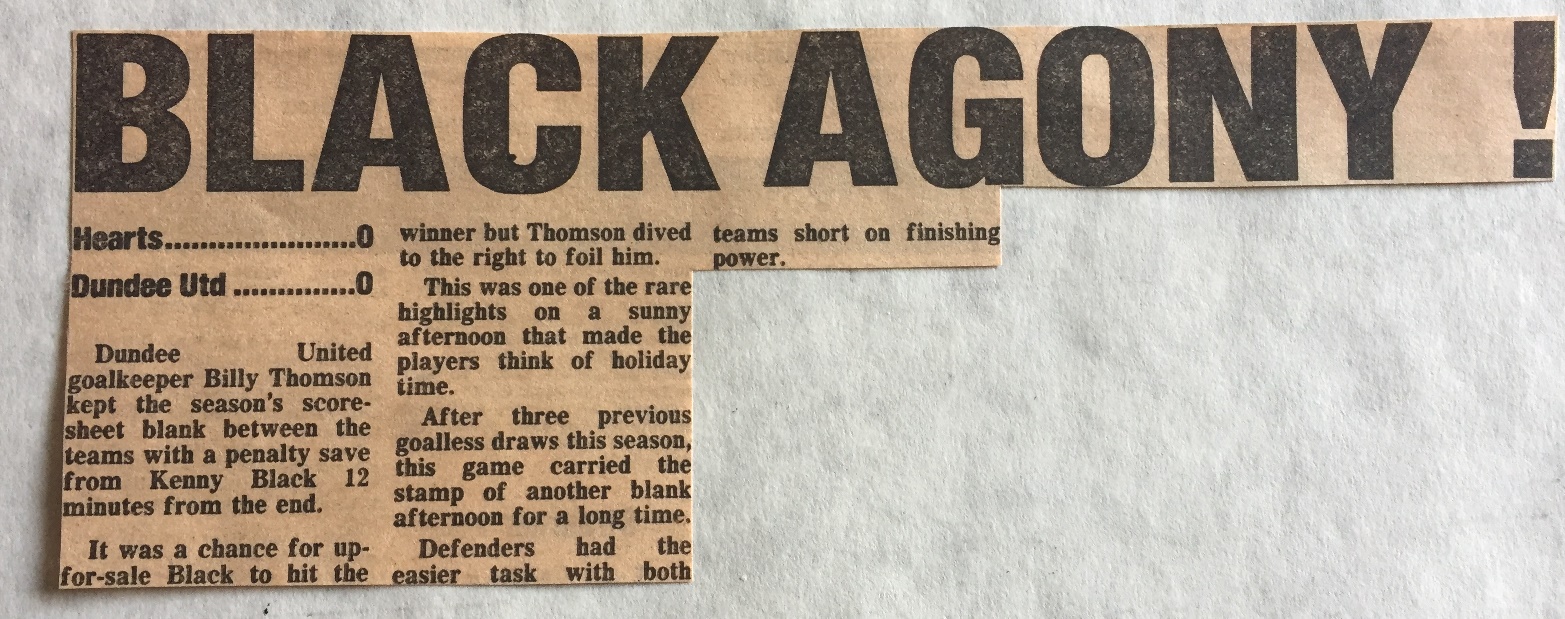 BLACK AGONY !
Hearts......................0
Dundee Utd ..............0
Dundee United
goalkeeper Billy Thomson
kept the season's score-
sheet blank between the
teams with a penalty save
from Kenny Black 12
minutes from the end.
It was a chance for up-
for-sale Black to hit the
winner but Thomson dived
to the right to foil him.
This was one of the rare
highlights on a sunny
afternoon that made the
players think of holiday
time.
After three previous
goalless draws this season,
this game carried the
stamp of another blank
afternoon for a long time.
Defenders had the
easier task with both
teams short on finishing
power.